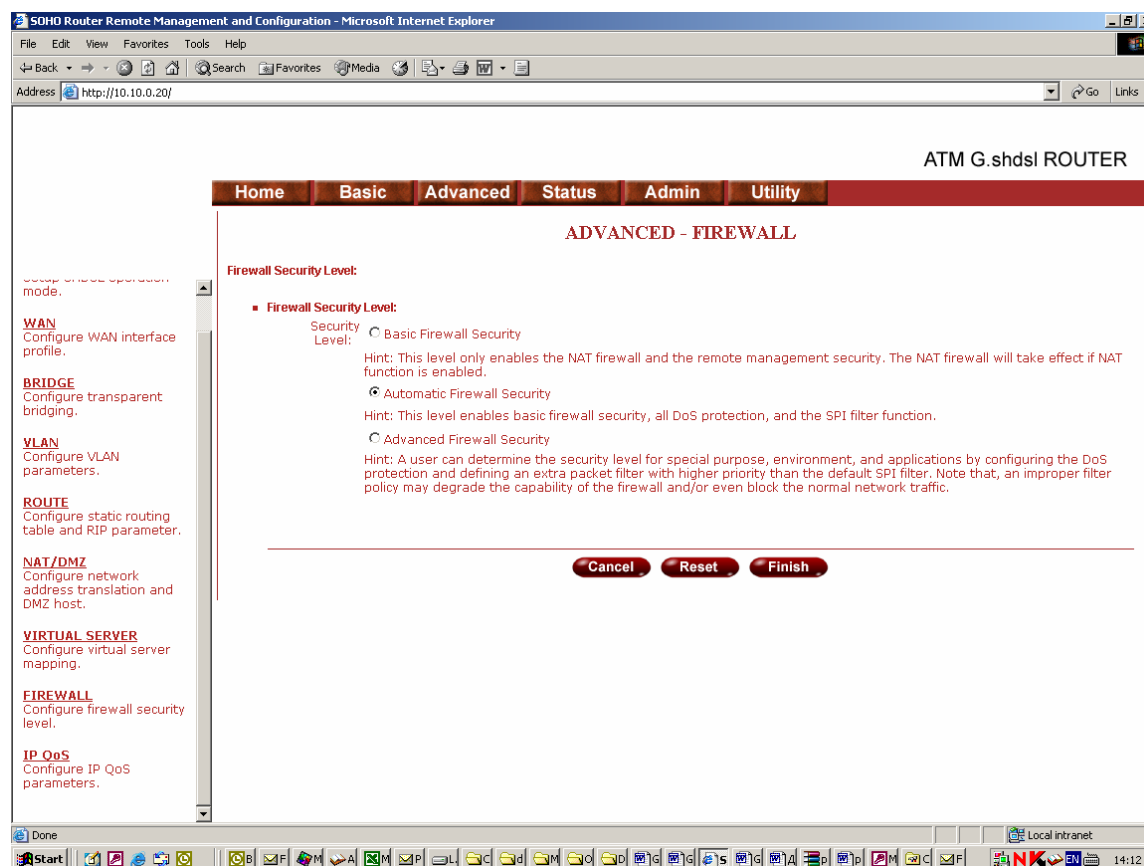 SOHO Router Remote Management and Configuration - Microsoft Internet Explorer
File Edit View Favorites Tools Help
Back Search Favorites Media
Address http://10.10.0.20/ Go Links
ATM G.shdsl ROUTER
Home Basic Advanced Status Admin Utility
ADVANCED - FIREWALL
mode.
WAN
Configure WAN interface
profile.
BRIDGE
Configure transparent
bridging.
VLAN
Configure VLAN
parameters.
ROUTE
Configure static routing
table and RIP parameter.
NAT/DMZ
Configure network
address translation and
DMZ host.
VIRTUAL SERVER
Configure virtual server
mapping.
FIREWALL
Configure firewall security
level.
IP QoS
Configure IP QoS
parameters.
Firewall Security Level:
Firewall Security Level:
Security
Level:
Basic Firewall Security
Hint: This level only enables the NAT firewall and the remote management security. The NAT firewall will take effect if NAT
function is enabled.
Automatic Firewall Security
Hint: This level enables basic firewall security, all DoS protection, and the SPI filter function.
Advanced Firewall Security
Hint: A user can determine the security level for special purpose, environment, and applications by configuring the DoS
protection and defining an extra packet filter with higher priority than the default SPI filter. Note that, an improper filter
policy may degrade the capability of the firewall and/or even block the normal network traffic.
Cancel Reset Finish
Done Local intranet
Start B F M A M P L C d M O D G G s G Д p p M C F EN 14:12